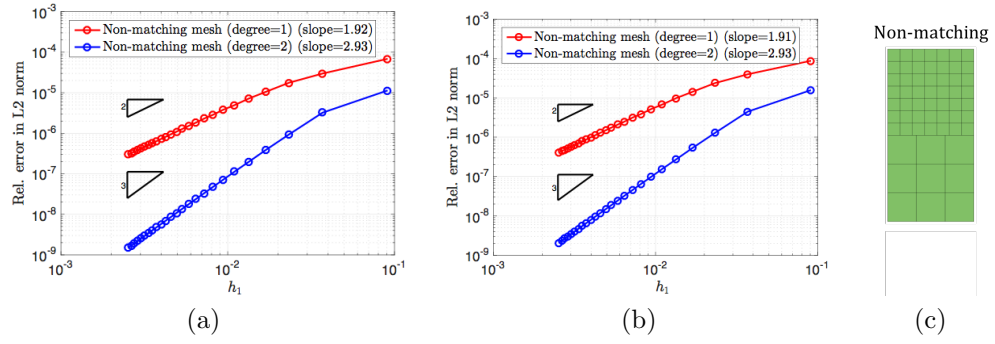 Non-matching mesh (degree=1) (slope=1.92)
Non-matching mesh (degree=2) (slope=2.93)
Rel. error in L2 norm
10^-3
10^-4
10^-5
10^-6
10^-7
10^-8
10^-9
2
3
10^-3
10^-2
10^-1
h_1
(a)
Non-matching mesh (degree=1) (slope=1.91)
Non-matching mesh (degree=2) (slope=2.93)
Rel. error in L2 norm
10^-3
10^-4
10^-5
10^-6
10^-7
10^-8
10^-9
2
3
10^-3
10^-2
10^-1
h_1
(b)
Non-matching
(c)